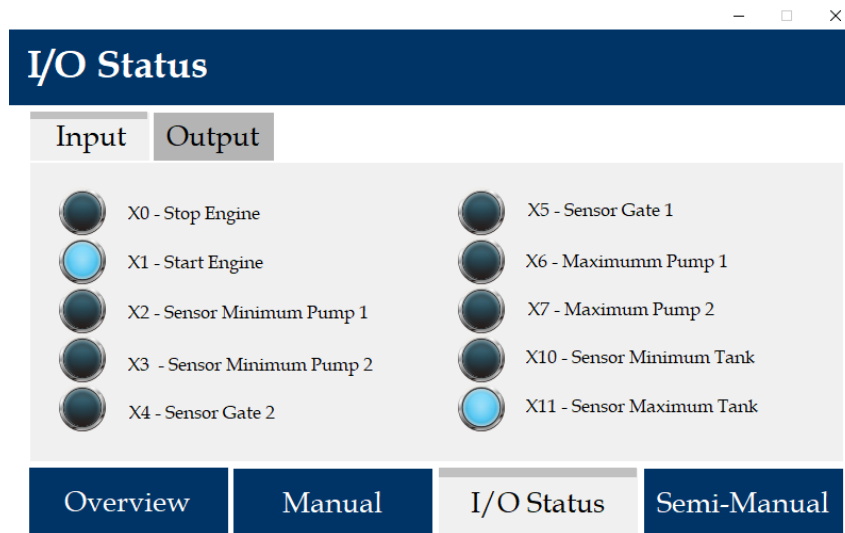 I/O Status
Input
Output
X0 - Stop Engine
X1 - Start Engine
X2 - Sensor Minimum Pump 1
X3 - Sensor Minimum Pump 2
X4 - Sensor Gate 2
X5 - Sensor Gate 1
X6 - Maximumm Pump 1
X7 - Maximum Pump 2
X10 - Sensor Minimum Tank
X11 - Sensor Maximum Tank
Overview
Manual
I/O Status
Semi-Manual